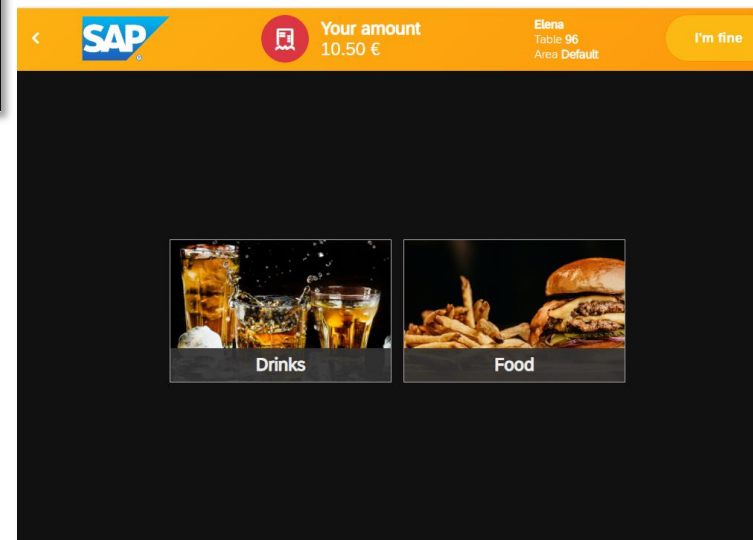 SAP
Your amount
10.50 €
Elena
Table 96
Area Default
I'm fine
Drinks
Food